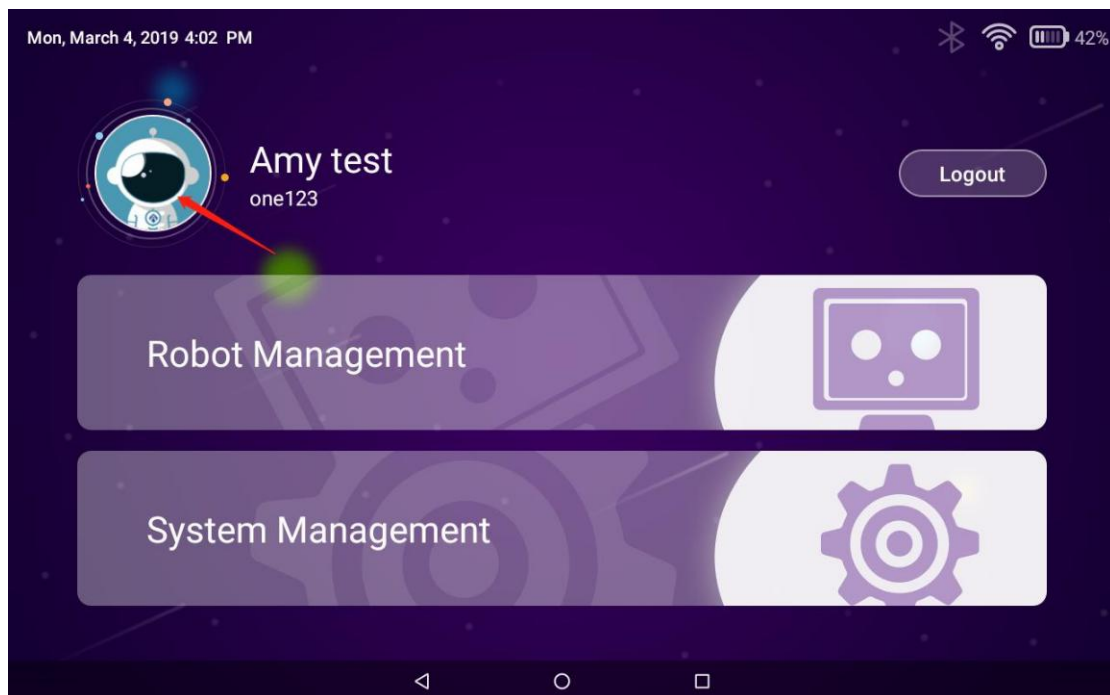 Mon, March 4, 2019 4:02 PM
42%
Amy test
one123
Logout
Robot Management
System Management